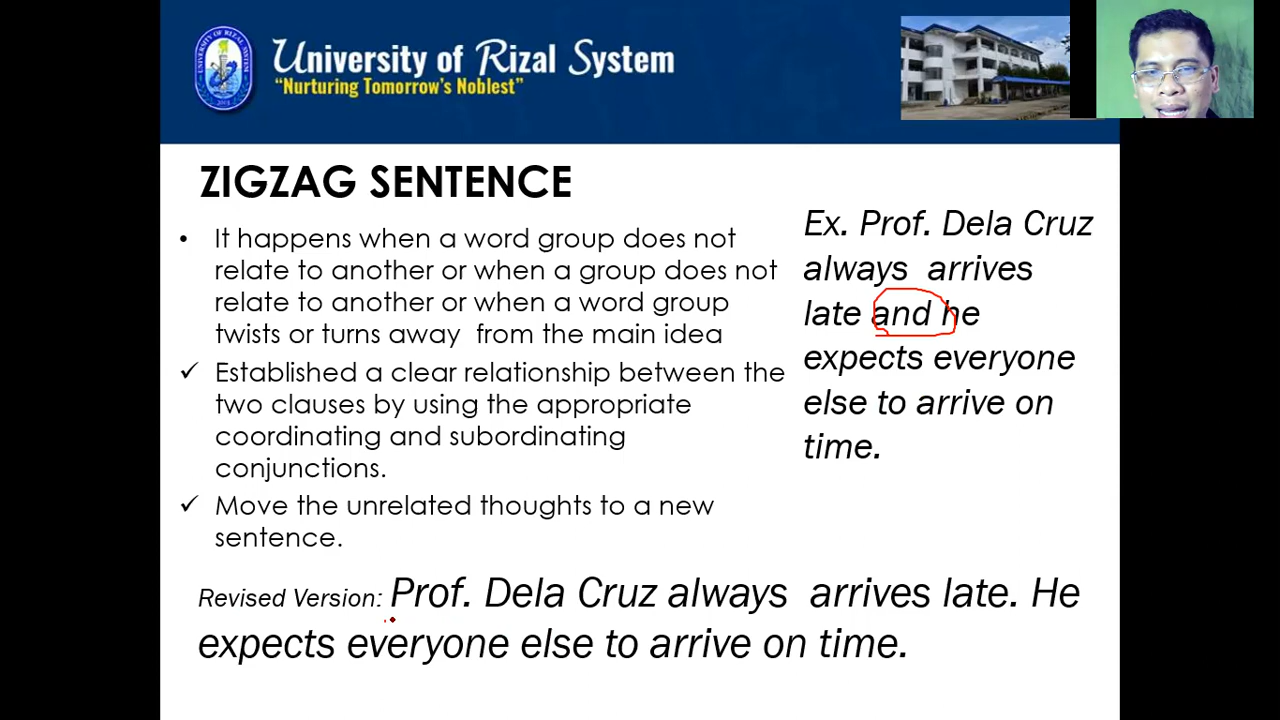 University of Rizal System
"Nurturing Tomorrow's Noblest"
ZIGZAG SENTENCE
• It happens when a word group does not
relate to another or when a group does not
relate to another or when a word group
twists or turns away from the main idea
✓ Established a clear relationship between the
two clauses by using the appropriate
coordinating and subordinating
conjunctions.
✓ Move the unrelated thoughts to a new
sentence.
Ex. Prof. Dela Cruz
always arrives
late and he
expects everyone
else to arrive on
time.
Revised Version: Prof. Dela Cruz always arrives late. He
expects everyone else to arrive on time.